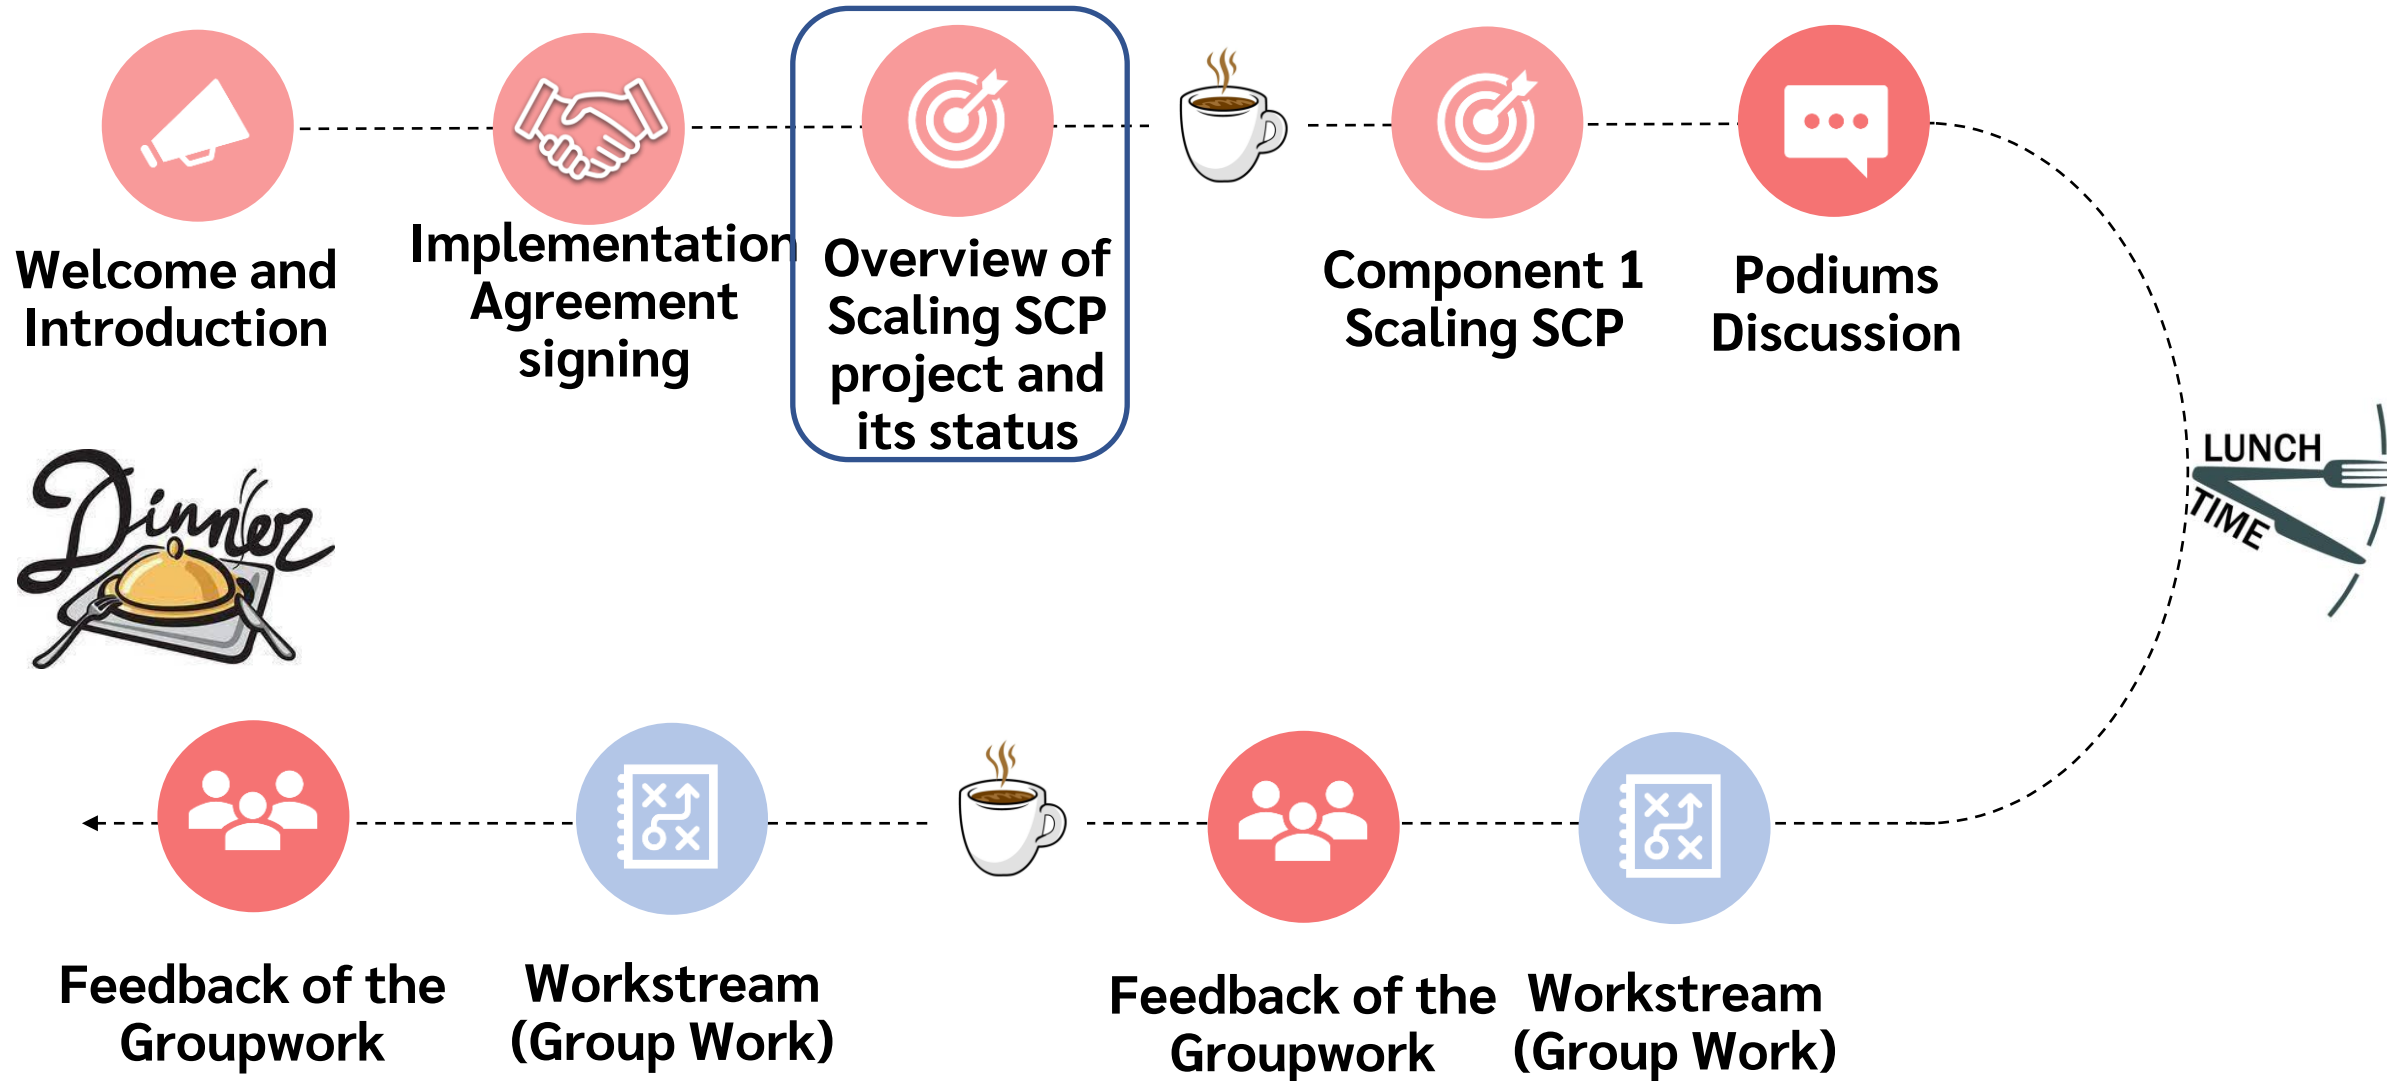 Welcome and
Introduction
Implementation
Agreement
signing
Overview of
Scaling SCP
project and
its status
Component 1
Scaling SCP
Podiums
Discussion
LUNCH
TIME
Dinner
Feedback of the
Groupwork
Workstream
(Group Work)
Feedback of the
Groupwork
Workstream
(Group Work)